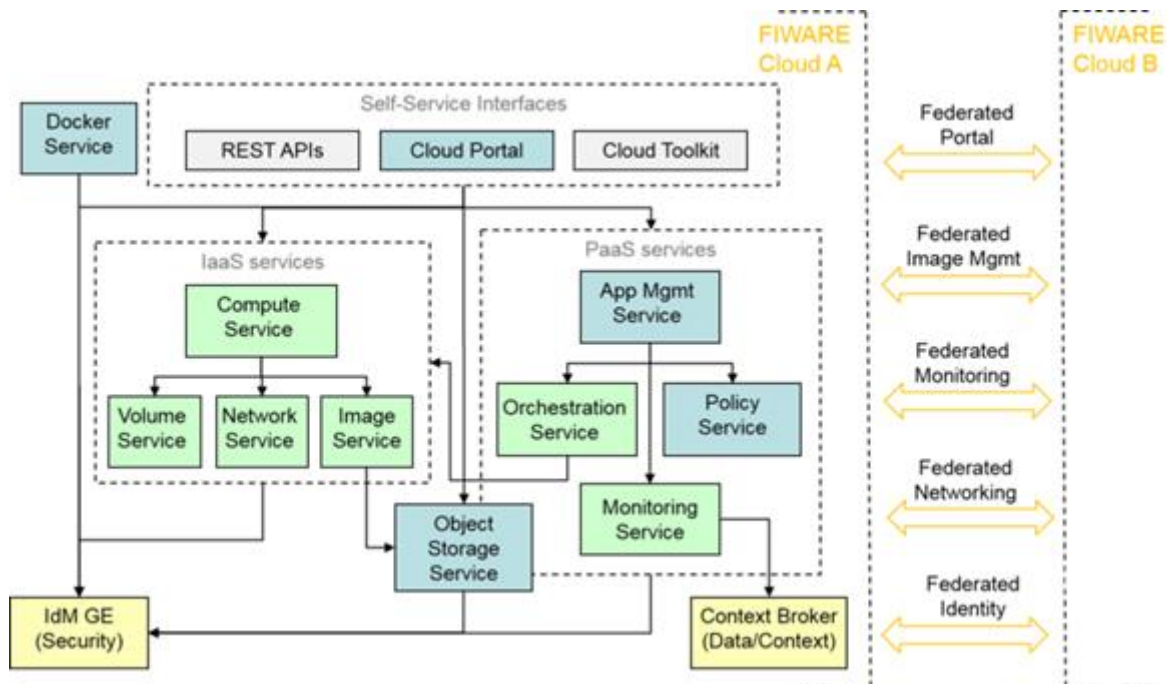 FIWARE
Cloud A
FIWARE
Cloud B
Self-Service Interfaces
Docker
Service
REST APIs
Cloud Portal
Cloud Toolkit
Federated
Portal
IaaS services
PaaS services
Federated
Image Mgmt
Compute
Service
App Mgmt
Service
Federated
Monitoring
Volume
Service
Network
Service
Image
Service
Orchestration
Service
Policy
Service
Federated
Networking
Object
Storage
Service
Monitoring
Service
Federated
Identity
IdM GE
(Security)
Context Broker
(Data/Context)